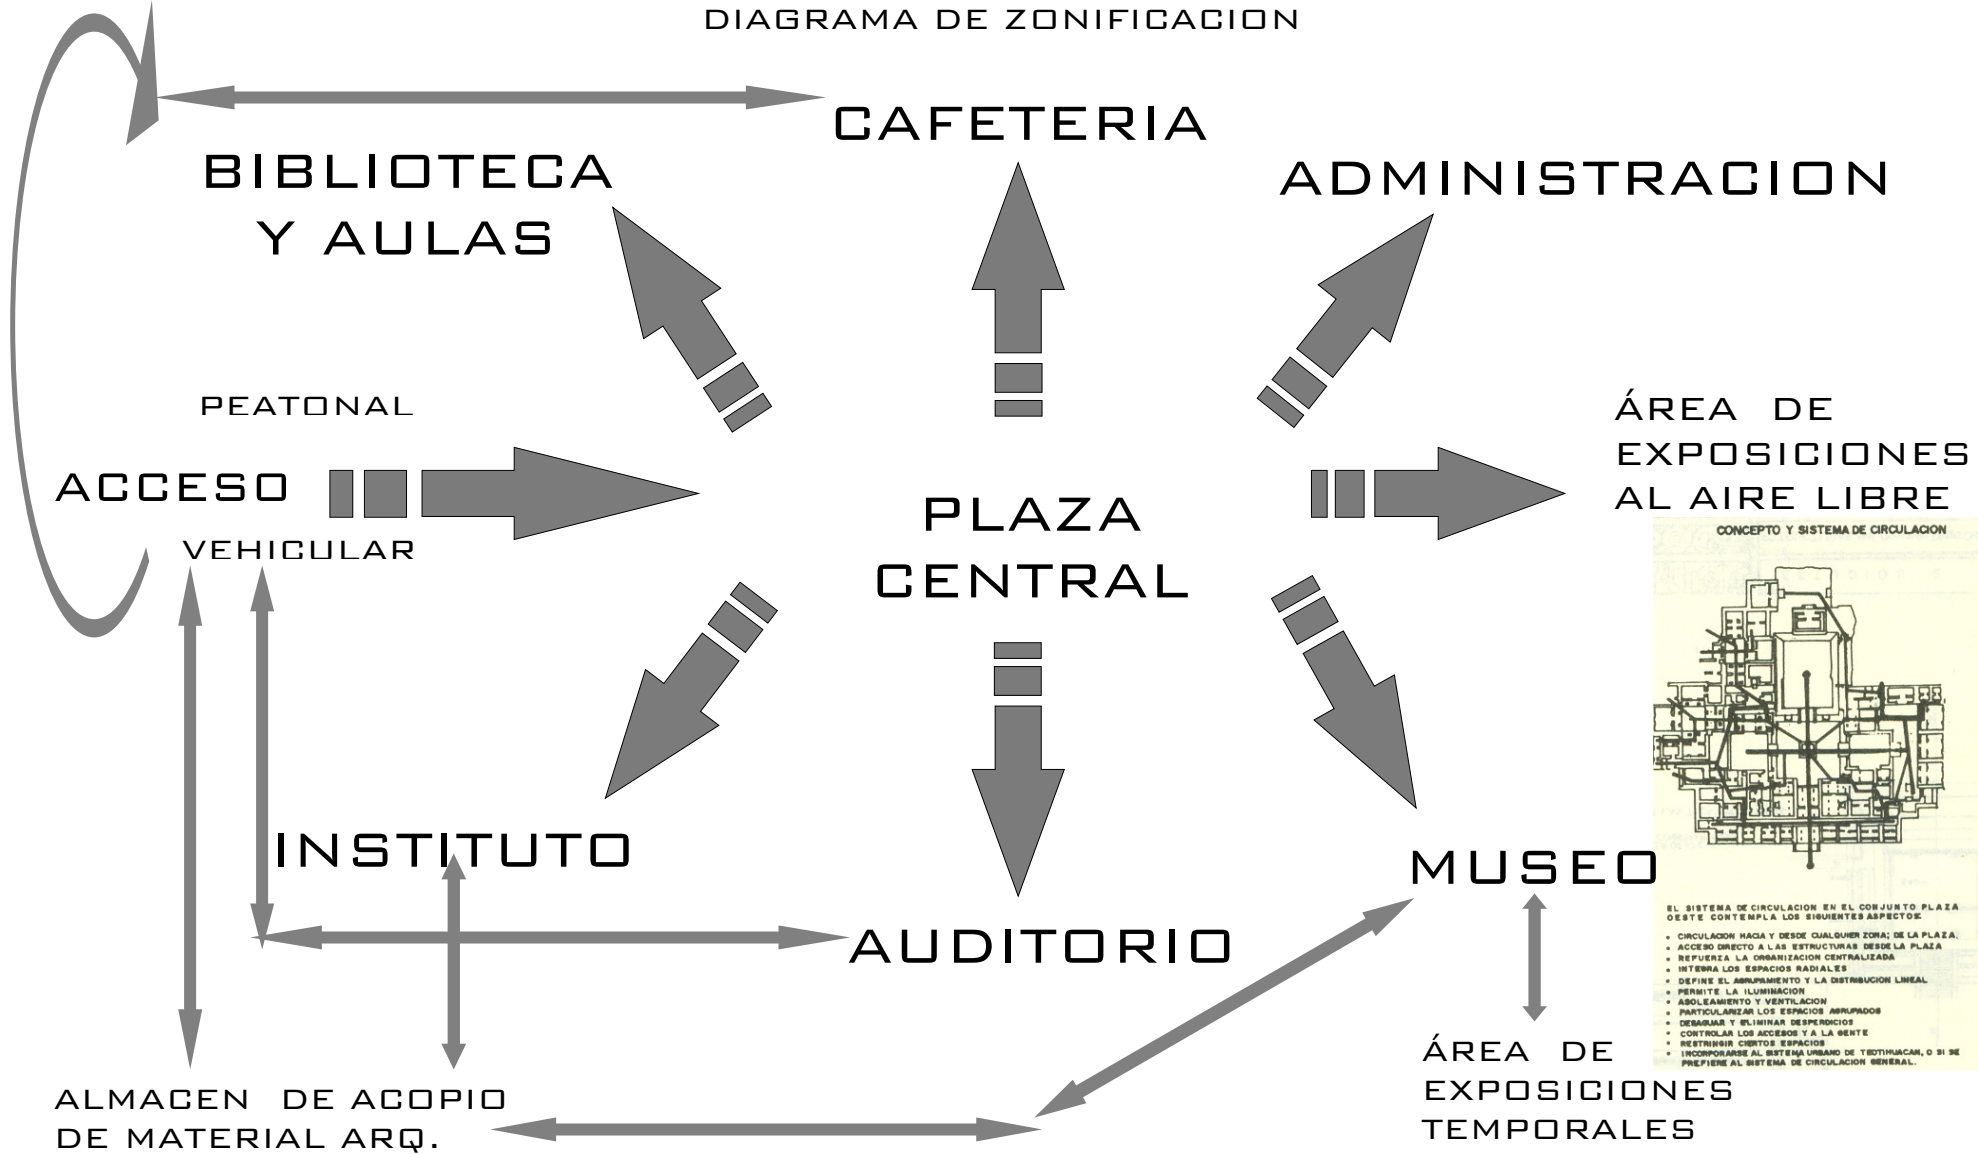 DIAGRAMA DE ZONIFICACION
CAFETERIA
BIBLIOTECA
Y AULAS
ADMINISTRACION
PEATONAL
ACCESO
VEHICULAR
PLAZA
CENTRAL
ÁREA DE
EXPOSICIONES
AL AIRE LIBRE
CONCEPTO Y SISTEMA DE CIRCULACION
INSTITUTO
AUDITORIO
MUSEO
EL SISTEMA DE CIRCULACION EN EL CONJUNTO PLAZA
OESTE CONTEMPLA LOS SIGUIENTES ASPECTOS:
• CIRCULACION HACIA Y DESDE CUALQUIER ZONA; DE LA PLAZA.
• ACCESO DIRECTO A LAS ESTRUCTURAS DESDE LA PLAZA
• REFUERZA LA ORGANIZACION CENTRALIZADA
• INTEGRA LOS ESPACIOS RADIALES
• DEFINE EL AGRUPAMIENTO Y LA DISTRIBUCION LINEAL
• PERMITE LA ILUMINACION
• ASOLEAMIENTO Y VENTILACION
• PARTICULARIZAR LOS ESPACIOS AGRUPADOS
• DESAGUAR Y ELIMINAR DESPERDICIOS
• CONTROLAR LOS ACCESOS Y A LA GENTE
• RESTRINGIR CIERTOS ESPACIOS
• INCORPORARSE AL SISTEMA URBANO DE TEOTIHUACAN, O SI SE
PREFIERE AL SISTEMA DE CIRCULACION GENERAL.
ALMACEN DE ACOPIO
DE MATERIAL ARQ.
ÁREA DE
EXPOSICIONES
TEMPORALES